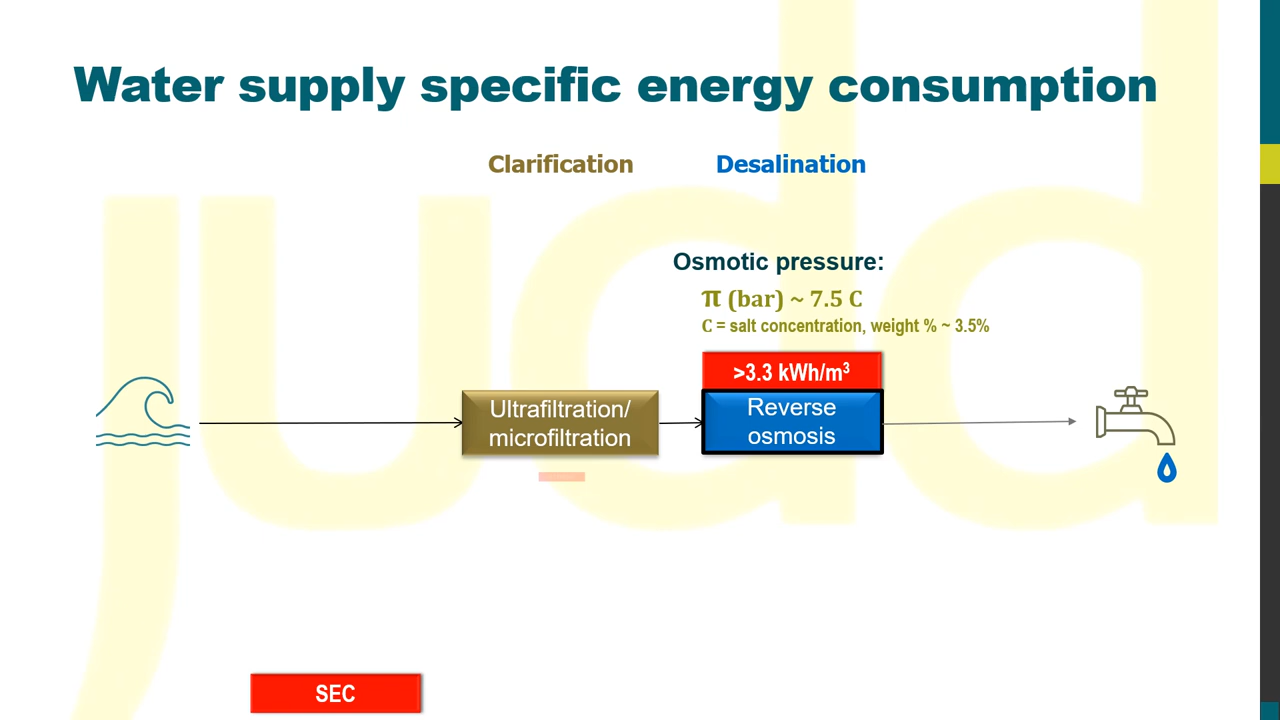 Water supply specific energy consumption
Clarification
Desalination
Osmotic pressure:
π (bar) ~ 7.5 C
C = salt concentration, weight % ~ 3.5%
>3.3 kWh/m³
Ultrafiltration/
microfiltration
Reverse
osmosis
SEC
judd